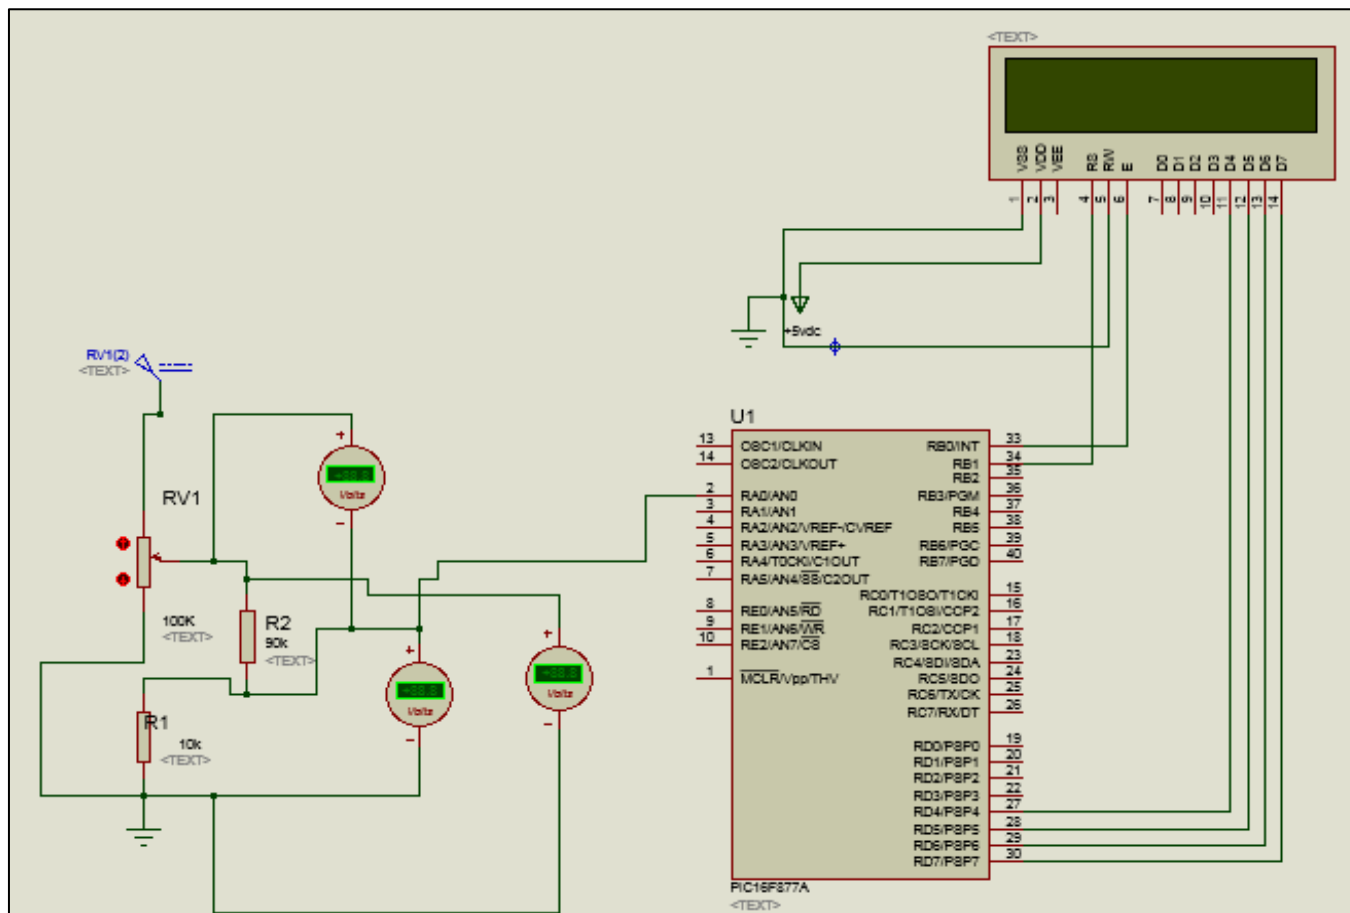 <TEXT>
VSS
VDD
VEE
RS
RW
E
D0
D1
D2
D3
D4
D5
D6
D7
1
2
3
4
5
6
7
8
9
10
11
12
13
14
+5vdc
RV1(2)
<TEXT>
+88.8
Volts
RV1
100K
<TEXT>
R2
90k
<TEXT>
+88.8
Volts
+88.8
Volts
R1
10k
<TEXT>
U1
13 OSC1/CLKIN RB0/INT 33
14 OSC2/CLKOUT RB1 34
RB2 35
2 RA0/AN0 RB3/PGM 36
3 RA1/AN1 RB4 37
4 RA2/AN2/VREF-/CVREF RB5 38
5 RA3/AN3/VREF+ RB6/PGC 39
6 RA4/T0CKI/C1OUT RB7/PGD 40
7 RA5/AN4/SS/C2OUT
RC0/T1OSO/T1CKI 15
8 RE0/AN5/RD RC1/T1OSI/CCP2 16
9 RE1/AN6/WR RC2/CCP1 17
10 RE2/AN7/CS RC3/SCK/SCL 18
RC4/SDI/SDA 23
1 MCLR/Vpp/THV RC5/SDO 24
RC6/TX/CK 25
RC7/RX/DT 26
RD0/PSP0 19
RD1/PSP1 20
RD2/PSP2 21
RD3/PSP3 22
RD4/PSP4 27
RD5/PSP5 28
RD6/PSP6 29
RD7/PSP7 30
PIC16F877A
<TEXT>